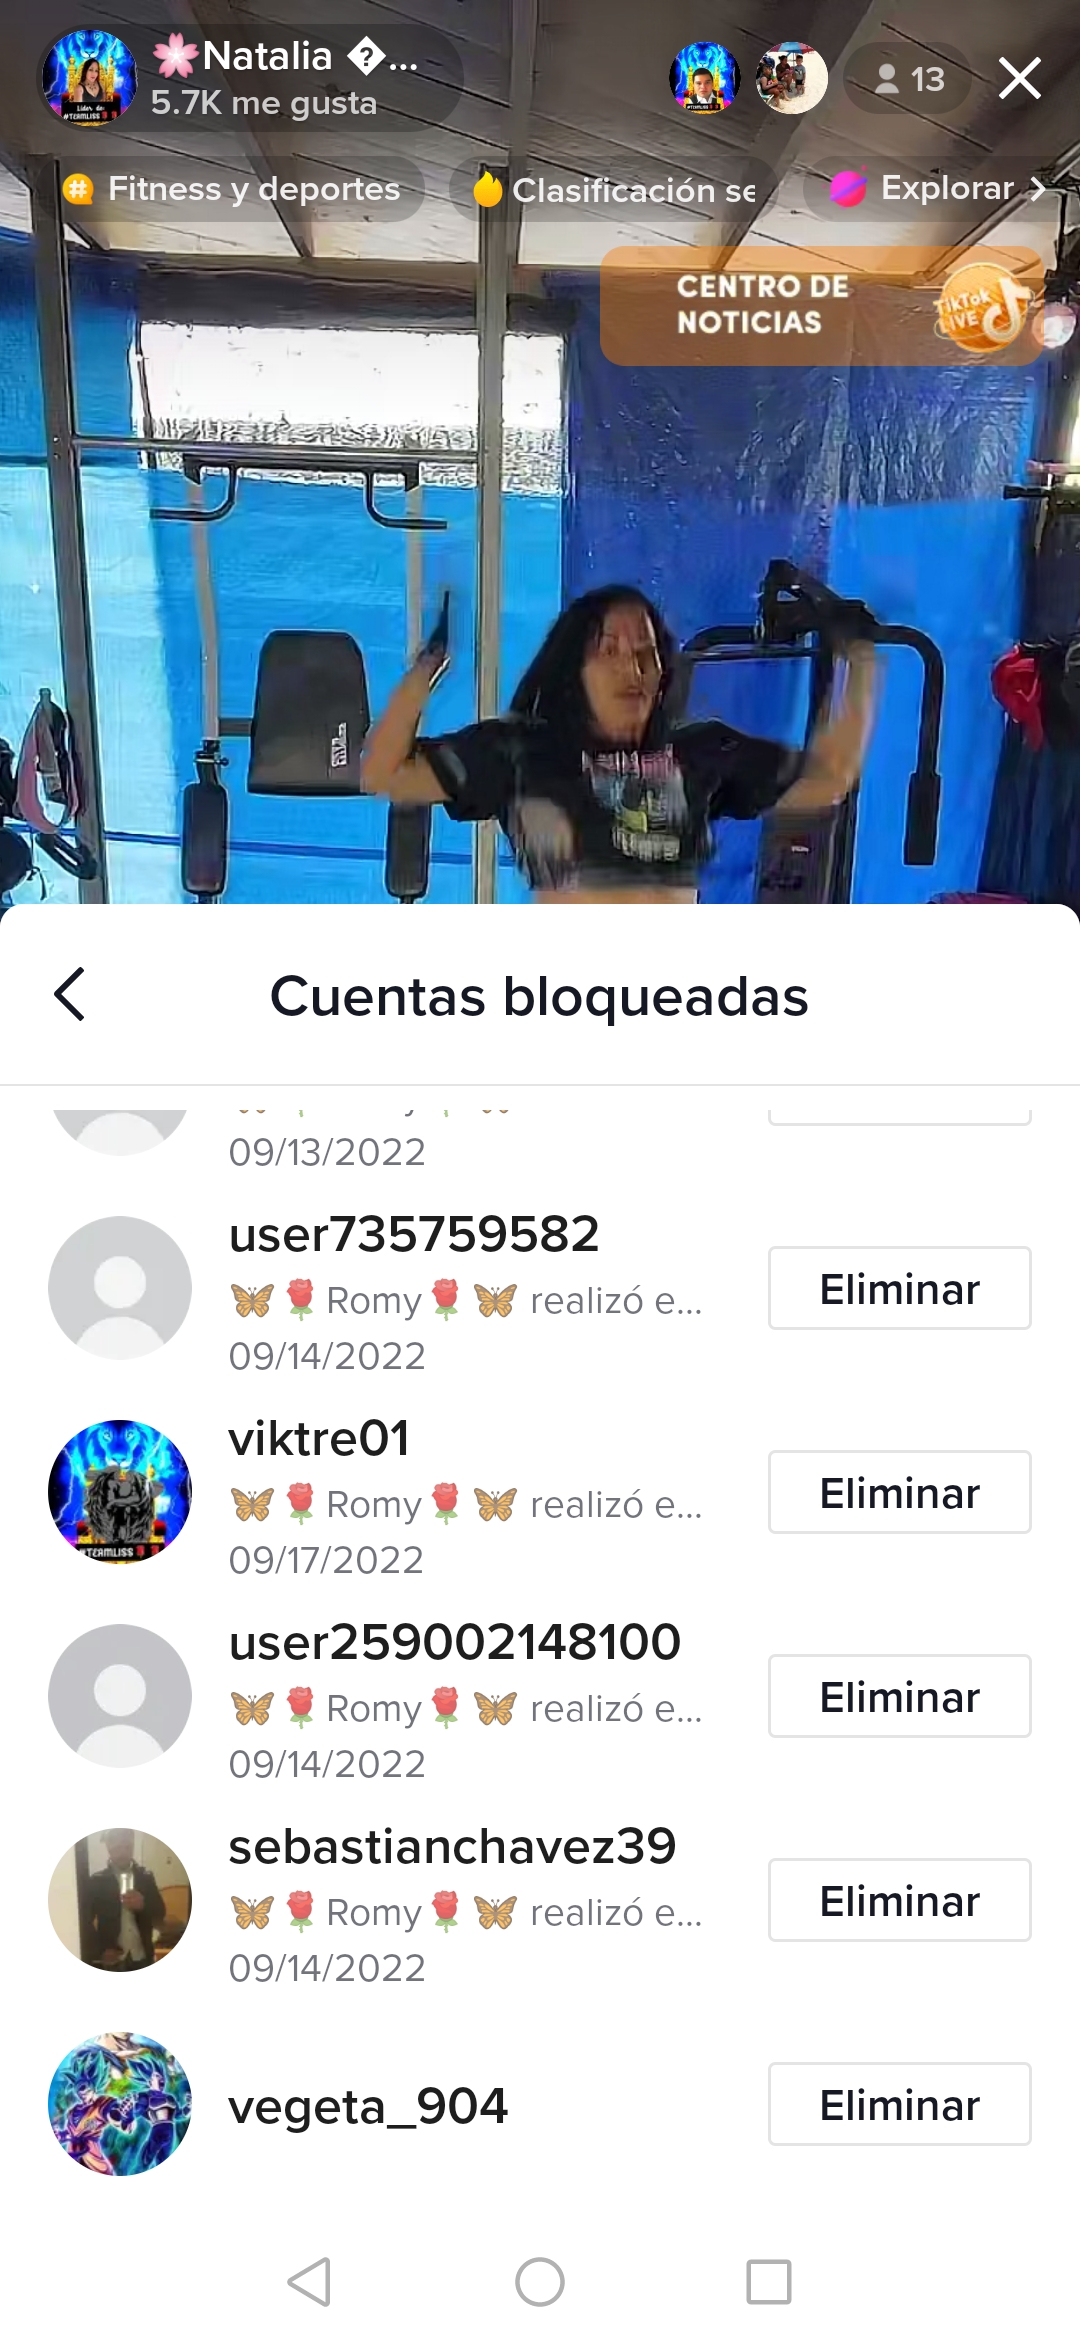 🌸Natalia �...
5.7K me gusta
13
Fitness y deportes
Clasificación se
Explorar >
CENTRO DE
NOTICIAS
TikTok
LIVE
Cuentas bloqueadas
09/13/2022
user735759582
🦋🌹Romy🌹🦋 realizó e...
09/14/2022
Eliminar
viktre01
🦋🌹Romy🌹🦋 realizó e...
09/17/2022
Eliminar
#TEAMLISS
user259002148100
🦋🌹Romy🌹🦋 realizó e...
09/14/2022
Eliminar
sebastianchavez39
🦋🌹Romy🌹🦋 realizó e...
09/14/2022
Eliminar
vegeta_904
Eliminar